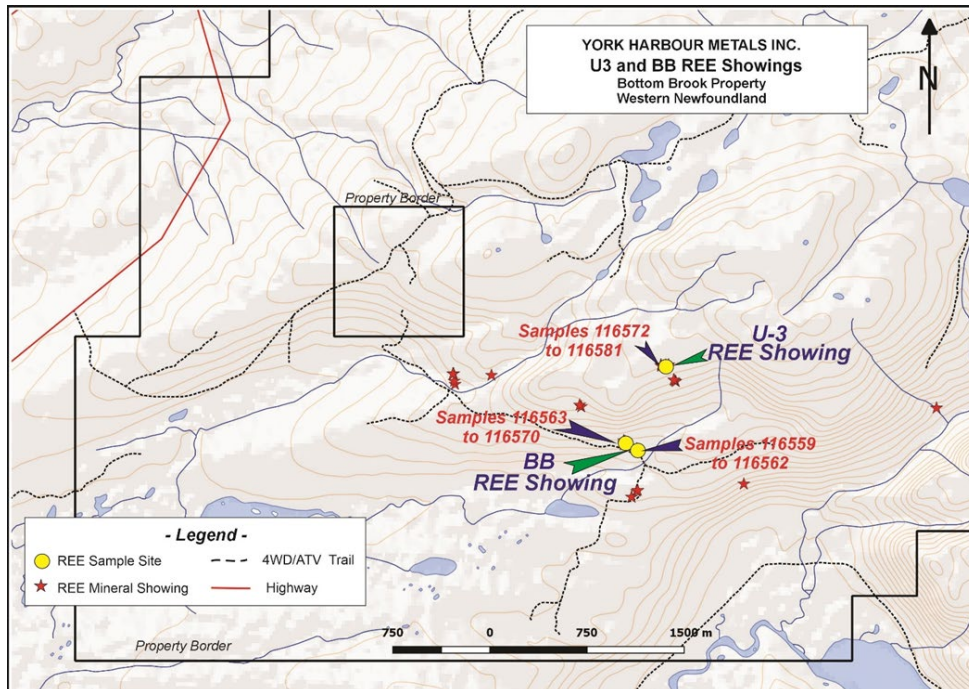 YORK HARBOUR METALS INC.
U3 and BB REE Showings
Bottom Brook Property
Western Newfoundland
N
Property Border
Samples 116572
to 116581
U-3
REE Showing
Samples 116563
to 116570
Samples 116559
to 116562
BB
REE Showing
- Legend -
REE Sample Site
4WD/ATV Trail
REE Mineral Showing
Highway
Property Border
750 0 750 1500 m